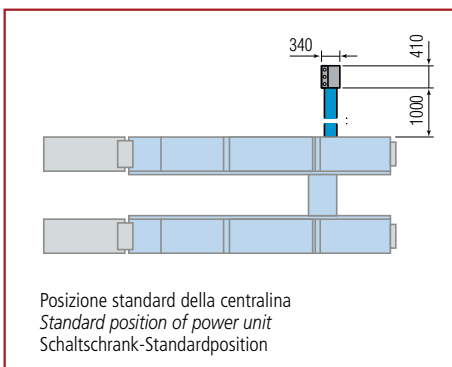 340
410
1000
:
Posizione standard della centralina
Standard position of power unit
Schaltschrank-Standardposition